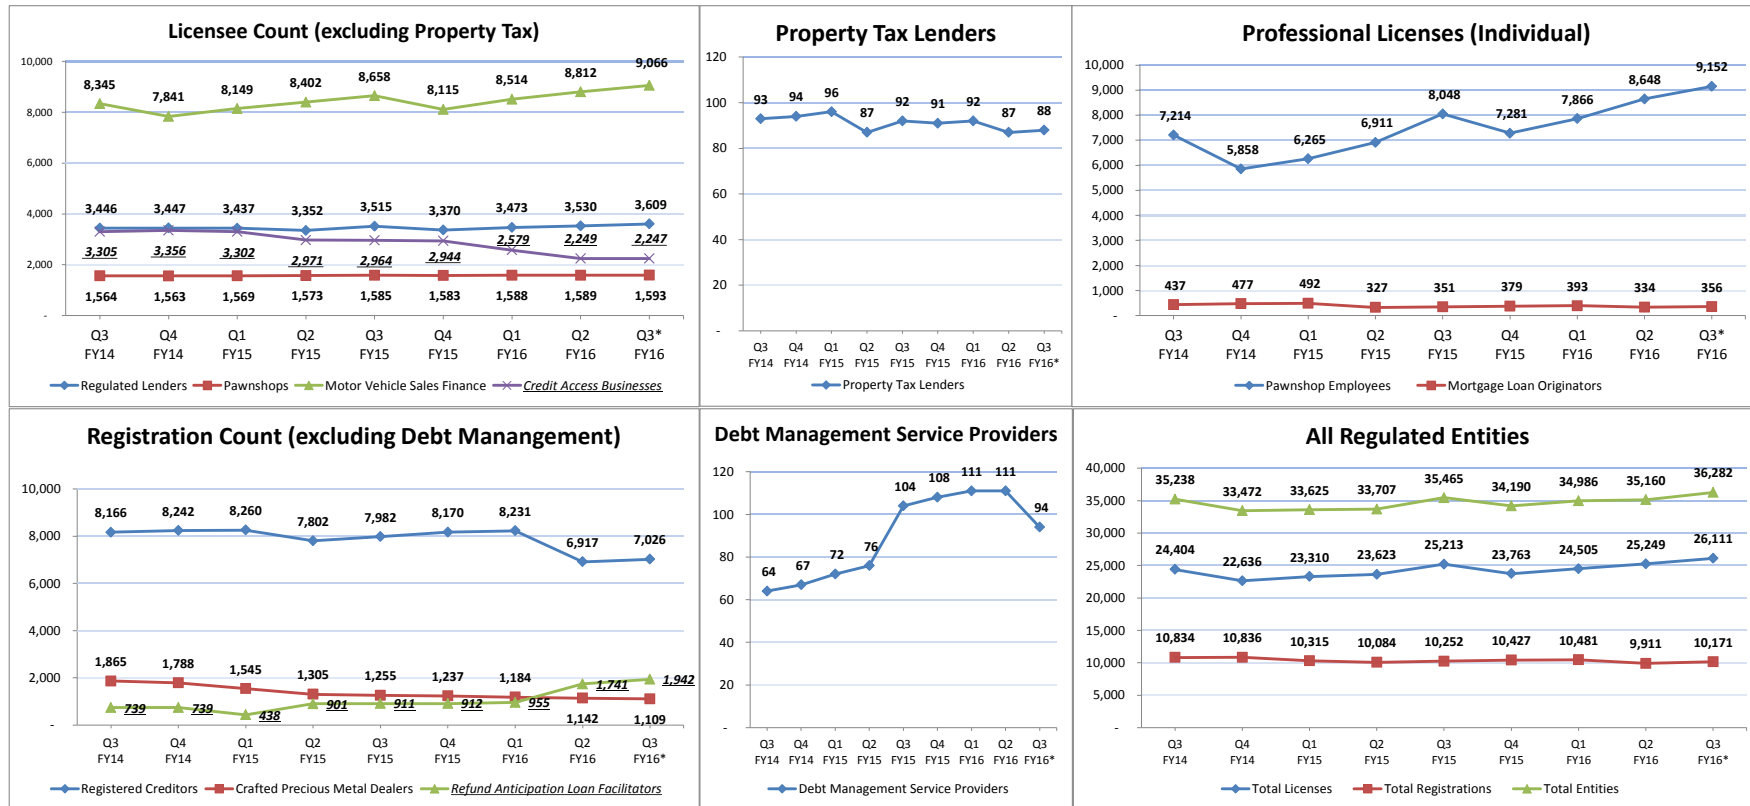 Licensee Count (excluding Property Tax)
10,000
8,000
6,000
4,000
2,000
-
8,345 7,841 8,149 8,402 8,658 8,115 8,514 8,812 9,066
3,446 3,447 3,437 3,352 3,515 3,370 3,473 3,530 3,609
3,305 3,356 3,302 2,971 2,964 2,944 2,579 2,249 2,247
1,564 1,563 1,569 1,573 1,585 1,583 1,588 1,589 1,593
Q3 Q4 Q1 Q2 Q3 Q4 Q1 Q2 Q3*
FY14 FY14 FY15 FY15 FY15 FY15 FY16 FY16 FY16
Regulated Lenders Pawnshops Motor Vehicle Sales Finance Credit Access Businesses
Property Tax Lenders
120
100
80
60
40
20
-
93 94 96 87 92 91 92 87 88
Q3 Q4 Q1 Q2 Q3 Q4 Q1 Q2 Q3
FY14 FY14 FY15 FY15 FY15 FY15 FY16 FY16 FY16*
Property Tax Lenders
Professional Licenses (Individual)
10,000
9,000
8,000
7,000
6,000
5,000
4,000
3,000
2,000
1,000
-
7,214 5,858 6,265 6,911 8,048 7,281 7,866 8,648 9,152
437 477 492 327 351 379 393 334 356
Q3 Q4 Q1 Q2 Q3 Q4 Q1 Q2 Q3*
FY14 FY14 FY15 FY15 FY15 FY15 FY16 FY16 FY16
Pawnshop Employees Mortgage Loan Originators
Registration Count (excluding Debt Manangement)
10,000
8,000
6,000
4,000
2,000
-
8,166 8,242 8,260 7,802 7,982 8,170 8,231 6,917 7,026
1,865 1,788 1,545 1,305 1,255 1,237 1,184 1,142 1,109
739 739 438 901 911 912 955 1,741 1,942
Q3 Q4 Q1 Q2 Q3 Q4 Q1 Q2 Q3
FY14 FY14 FY15 FY15 FY15 FY15 FY16 FY16 FY16*
Registered Creditors Crafted Precious Metal Dealers Refund Anticipation Loan Facilitators
Debt Management Service Providers
120
100
80
60
40
20
-
64 67 72 76 104 108 111 111 94
Q3 Q4 Q1 Q2 Q3 Q4 Q1 Q2 Q3
FY14 FY14 FY15 FY15 FY15 FY15 FY16 FY16 FY16*
Debt Management Service Providers
All Regulated Entities
40,000
35,000
30,000
25,000
20,000
15,000
10,000
5,000
-
35,238 33,472 33,625 33,707 35,465 34,190 34,986 35,160 36,282
24,404 22,636 23,310 23,623 25,213 23,763 24,505 25,249 26,111
10,834 10,836 10,315 10,084 10,252 10,427 10,481 9,911 10,171
Q3 Q4 Q1 Q2 Q3 Q4 Q1 Q2 Q3
FY14 FY14 FY15 FY15 FY15 FY15 FY16 FY16 FY16*
Total Licenses Total Registrations Total Entities